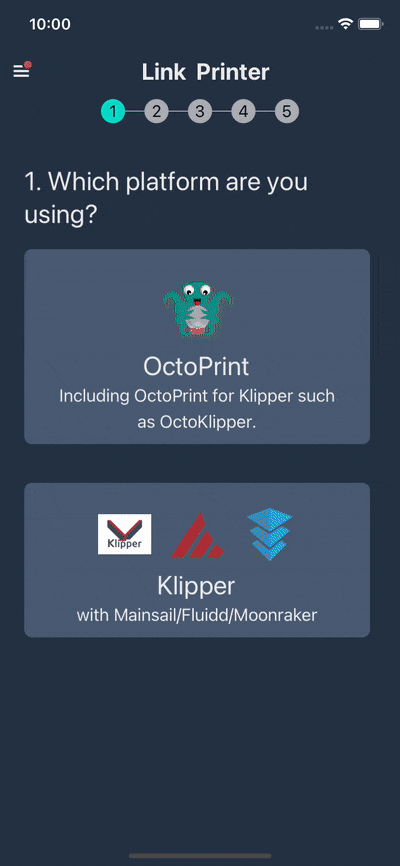 10:00
Link Printer
1 2 3 4 5
1. Which platform are you
using?
OctoPrint
Including OctoPrint for Klipper such
as OctoKlipper.
Klipper
Klipper
with Mainsail/Fluidd/Moonraker